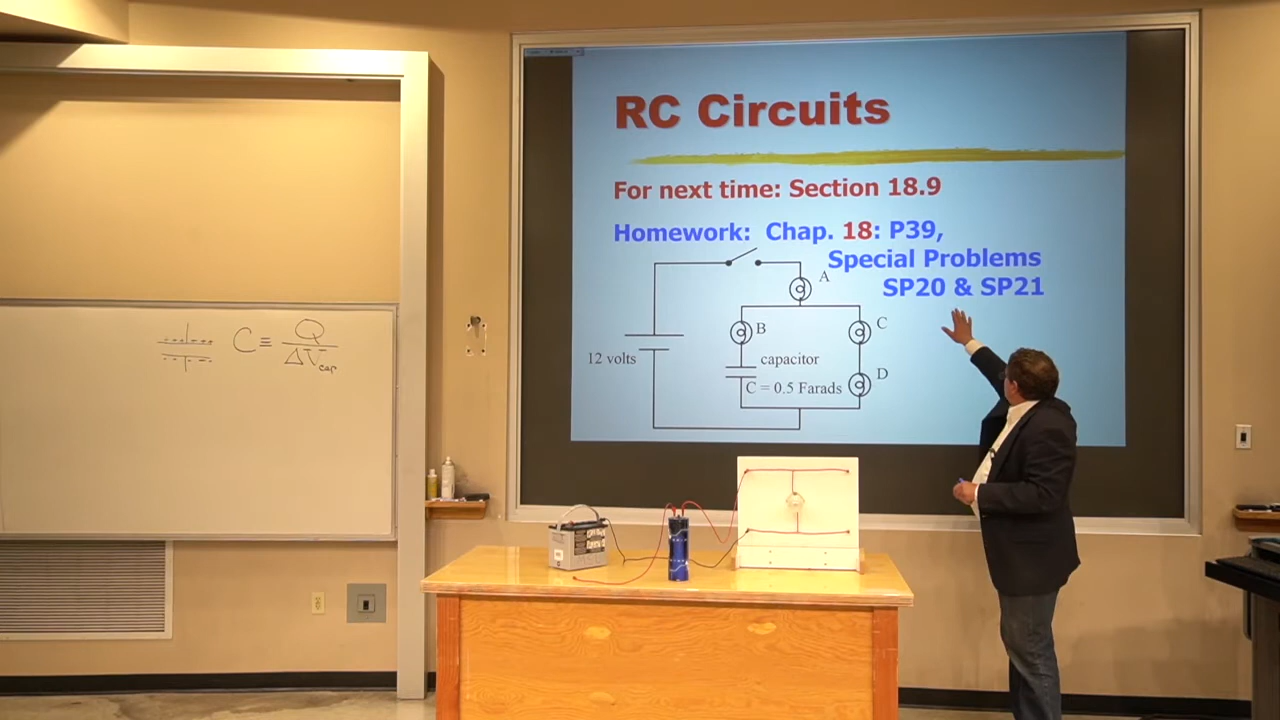 RC Circuits
For next time: Section 18.9
Homework: Chap. 18: P39,
Special Problems
SP20 & SP21
A
B
C
12 volts
capacitor
D
C = 0.5 Farads
C ≡ Q / ΔV cap